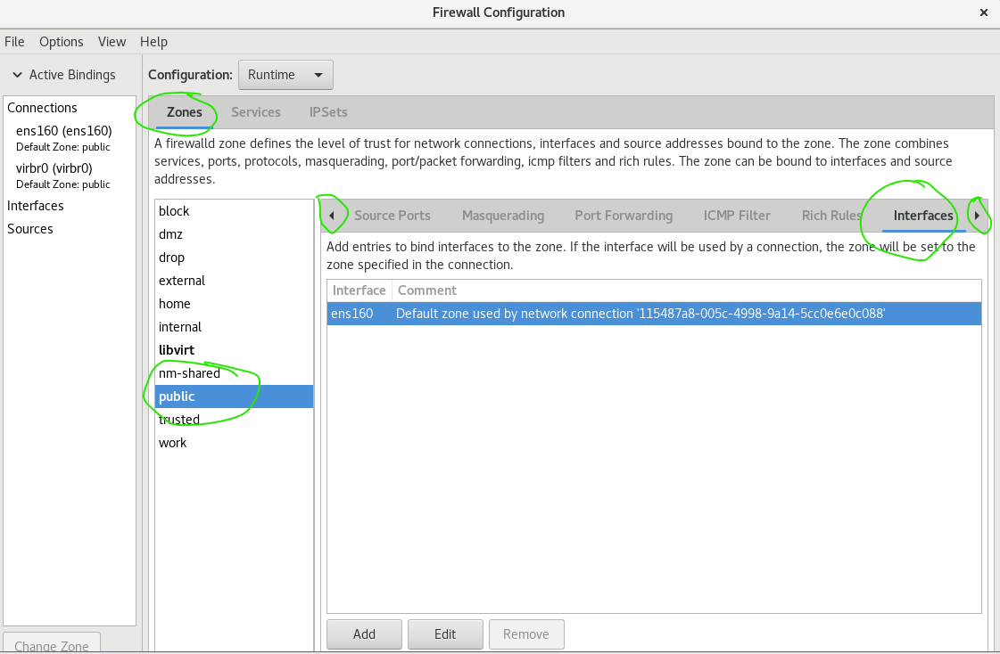 Firewall Configuration
×
File Options View Help
Active Bindings
Configuration: Runtime
Connections
ens160 (ens160)
Default Zone: public
virbr0 (virbr0)
Default Zone: public
Interfaces
Sources
Change Zone
Zones Services IPSets
A firewalld zone defines the level of trust for network connections, interfaces and source addresses bound to the zone. The zone combines
services, ports, protocols, masquerading, port/packet forwarding, icmp filters and rich rules. The zone can be bound to interfaces and source
addresses.
block
dmz
drop
external
home
internal
libvirt
nm-shared
public
trusted
work
Source Ports Masquerading Port Forwarding ICMP Filter Rich Rules Interfaces
Add entries to bind interfaces to the zone. If the interface will be used by a connection, the zone will be set to the
zone specified in the connection.
Interface Comment
ens160 Default zone used by network connection '115487a8-005c-4998-9a14-5cc0e6e0c088'
Add Edit Remove